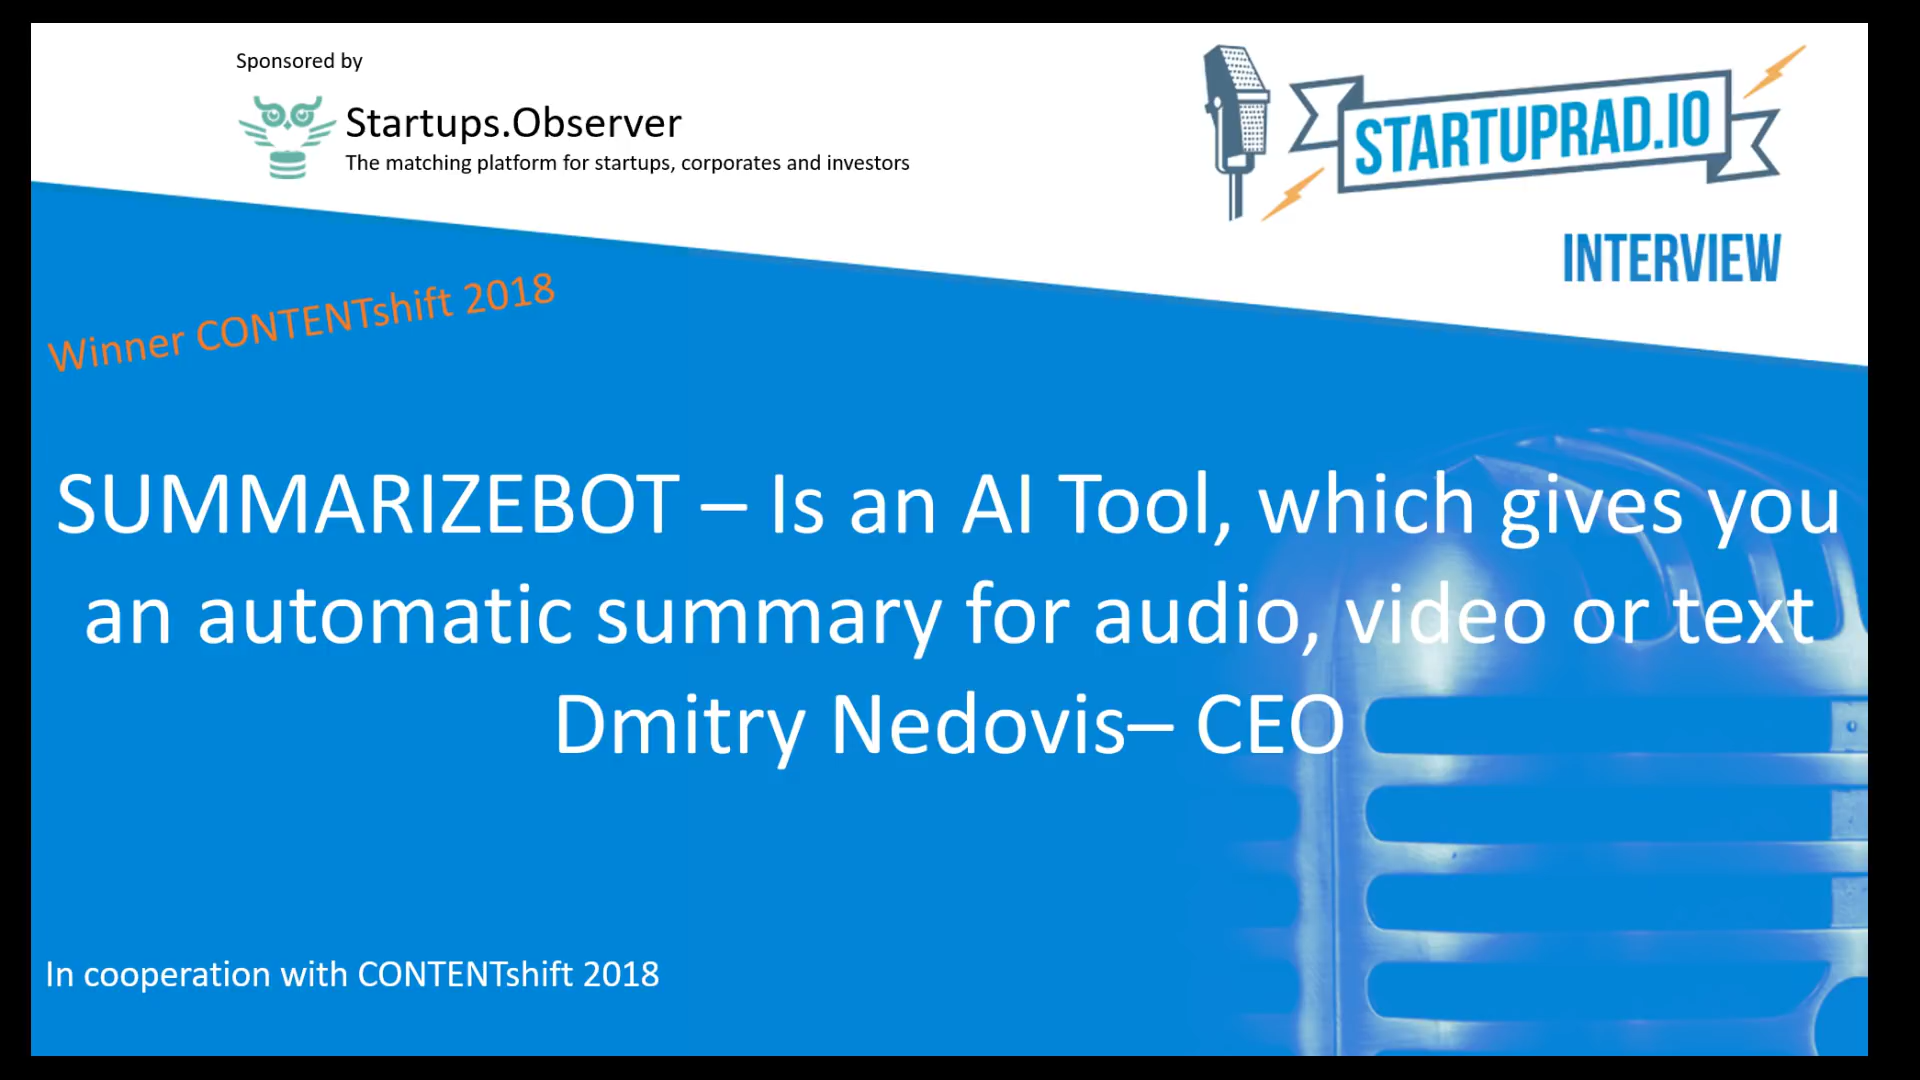 Sponsored by
Startups.Observer
The matching platform for startups, corporates and investors
STARTUPRAD.IO
INTERVIEW
Winner CONTENTshift 2018
SUMMARIZEBOT – Is an AI Tool, which gives you
an automatic summary for audio, video or text
Dmitry Nedovis– CEO
In cooperation with CONTENTshift 2018